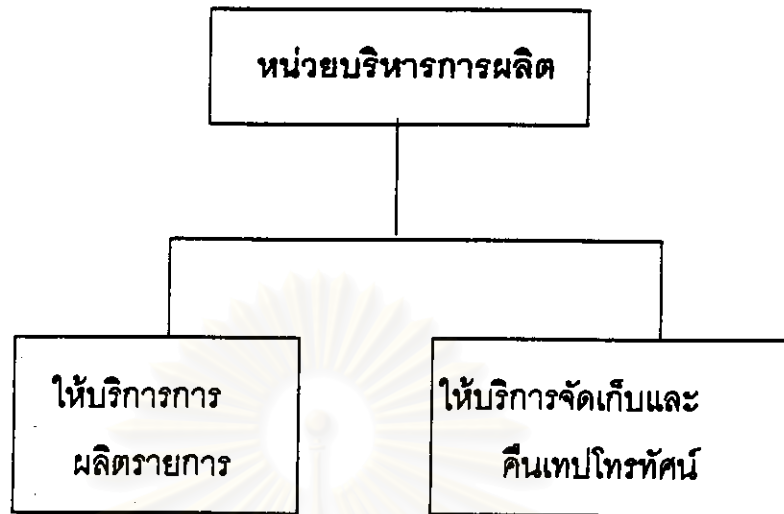 หน่วยบริหารการผลิต
ให้บริการการ
ผลิตรายการ
ให้บริการจัดเก็บและ
คืนเทปโทรทัศน์